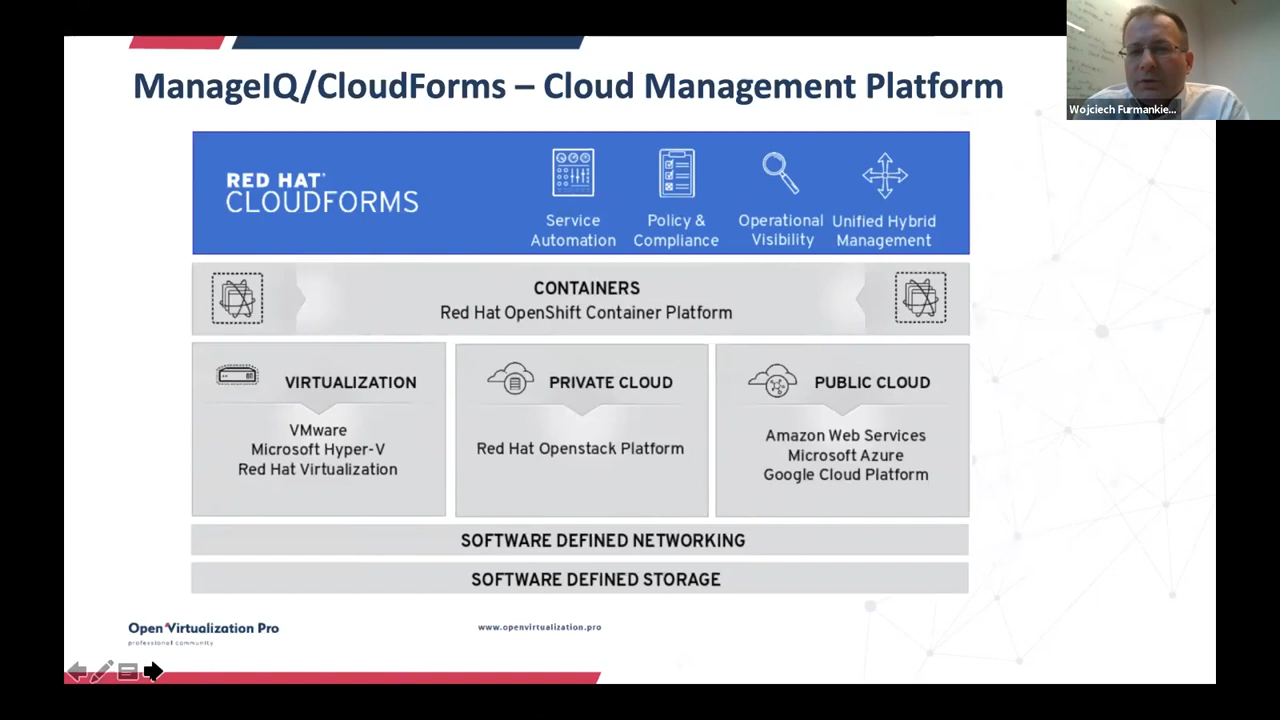 ManageIQ/CloudForms – Cloud Management Platform
Wojciech Furmankie...
RED HAT®
CLOUDFORMS
Service
Automation
Policy &
Compliance
Operational
Visibility
Unified Hybrid
Management
CONTAINERS
Red Hat OpenShift Container Platform
VIRTUALIZATION
VMware
Microsoft Hyper-V
Red Hat Virtualization
PRIVATE CLOUD
Red Hat Openstack Platform
PUBLIC CLOUD
Amazon Web Services
Microsoft Azure
Google Cloud Platform
SOFTWARE DEFINED NETWORKING
SOFTWARE DEFINED STORAGE
Open Virtualization Pro
professional community
www.openvirtualization.pro